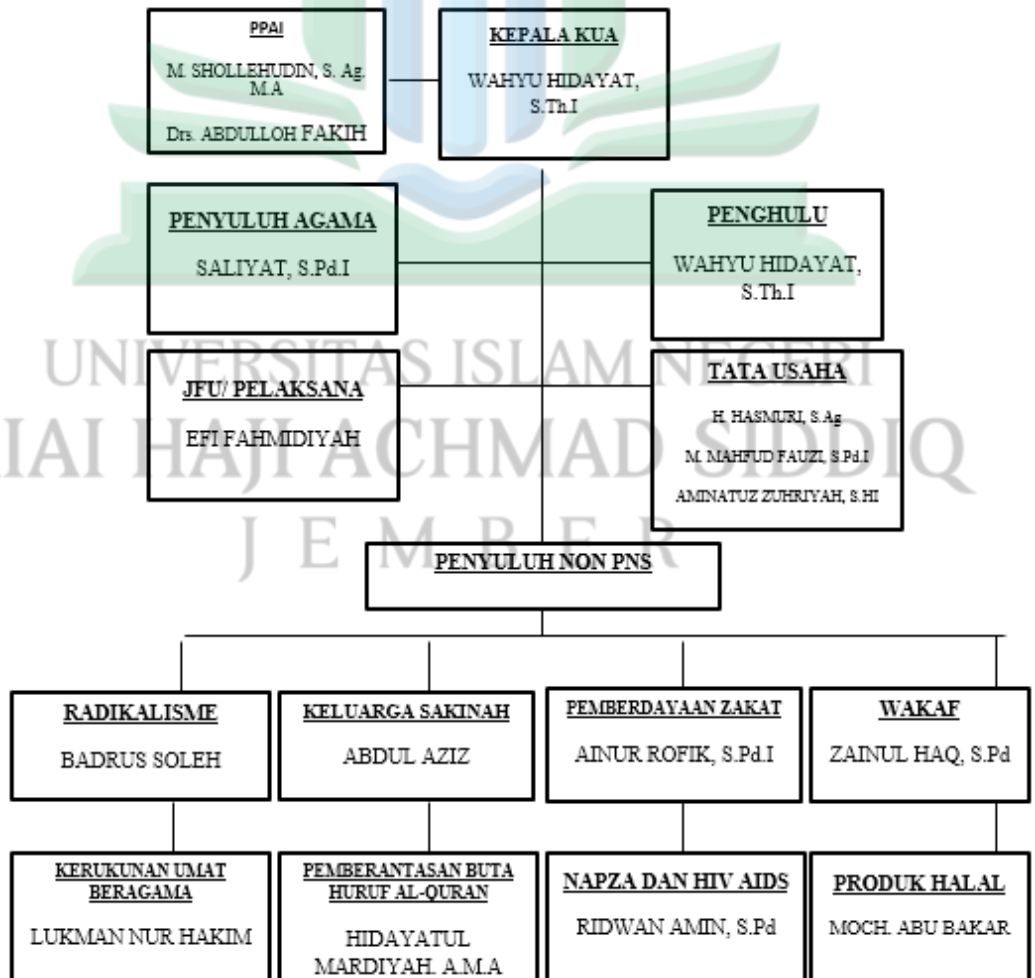 PPAI
M. SHOLLEHUDIN, S. Ag.
M.A
Drs. ABDULLOH FAKIH
KEPALA KUA
WAHYU HIDAYAT,
S.Th.I
PENYULUH AGAMA
SALIYAT, S.Pd.I
PENGHULU
WAHYU HIDAYAT,
S.Th.I
UNIVERSITAS ISLAM NEGERI
JFU/ PELAKSANA
EFI FAHMIDIYAH
TATA USAHA
H. HASMURI, S.Ag
M. MAHFUD FAUZI, S.Pd.I
AMINATUZ ZUHRIYAH, S.HI
IAI HAJI ACHMAD SIDDIQ
JEMBER
PENYULUH NON PNS
RADIKALISME
BADRUS SOLEH
KELUARGA SAKINAH
ABDUL AZIZ
PEMBERDAYAAN ZAKAT
AINUR ROFIK, S.Pd.I
WAKAF
ZAINUL HAQ, S.Pd
KERUKUNAN UMAT
BERAGAMA
LUKMAN NUR HAKIM
PEMBERANTASAN BUTA
HURUF AL-QURAN
HIDAYATUL
MARDIYAH. A.M.A
NAPZA DAN HIV AIDS
RIDWAN AMIN, S.Pd
PRODUK HALAL
MOCH. ABU BAKAR